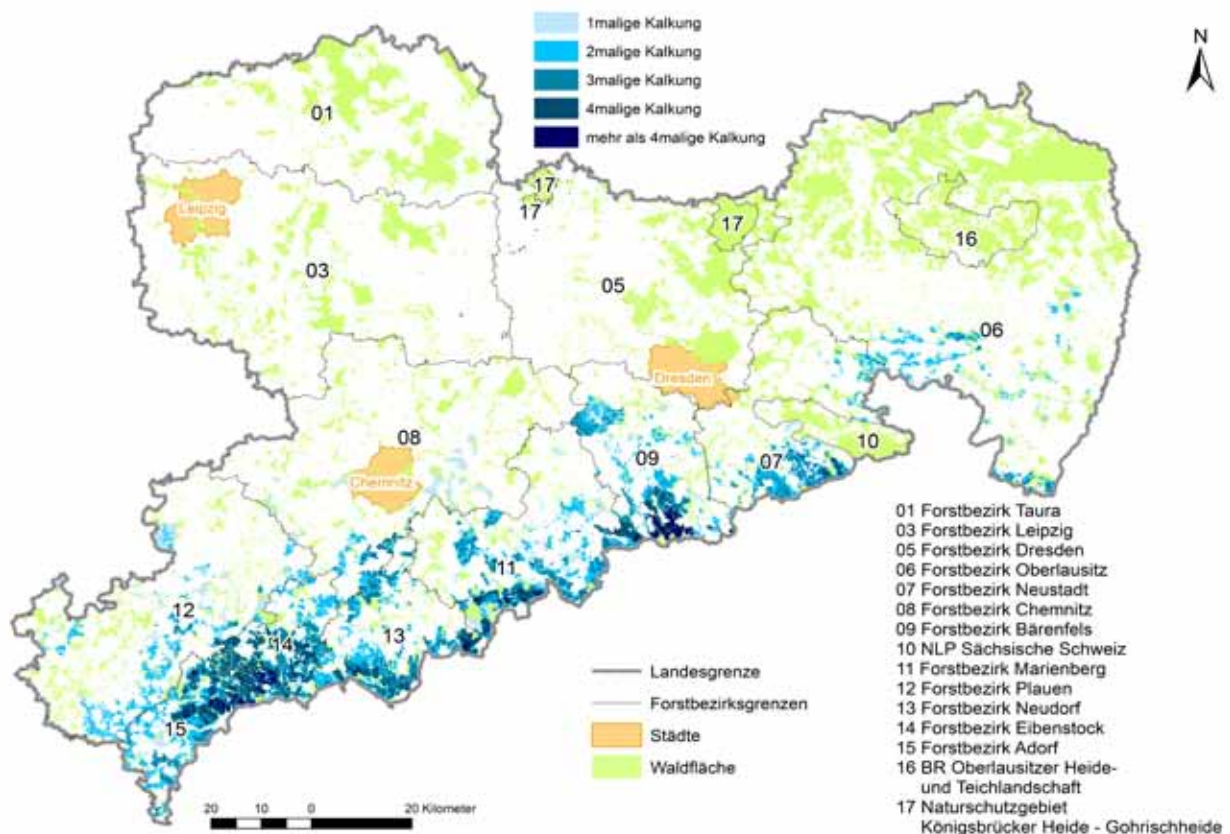 1malige Kalkung
2malige Kalkung
3malige Kalkung
4malige Kalkung
mehr als 4malige Kalkung
N
01
17
17
17
Leipzig
16
03
05
06
Dresden
08
10
09
07
Chemnitz
11
12
14
13
15
Landesgrenze
Forstbezirksgrenzen
Städte
Waldfläche
20 10 0 20 Kilometer
01 Forstbezirk Taura
03 Forstbezirk Leipzig
05 Forstbezirk Dresden
06 Forstbezirk Oberlausitz
07 Forstbezirk Neustadt
08 Forstbezirk Chemnitz
09 Forstbezirk Bärenfels
10 NLP Sächsische Schweiz
11 Forstbezirk Marienberg
12 Forstbezirk Plauen
13 Forstbezirk Neudorf
14 Forstbezirk Eibenstock
15 Forstbezirk Adorf
16 BR Oberlausitzer Heide-
und Teichlandschaft
17 Naturschutzgebiet
Königsbrücker Heide - Gohrischheide